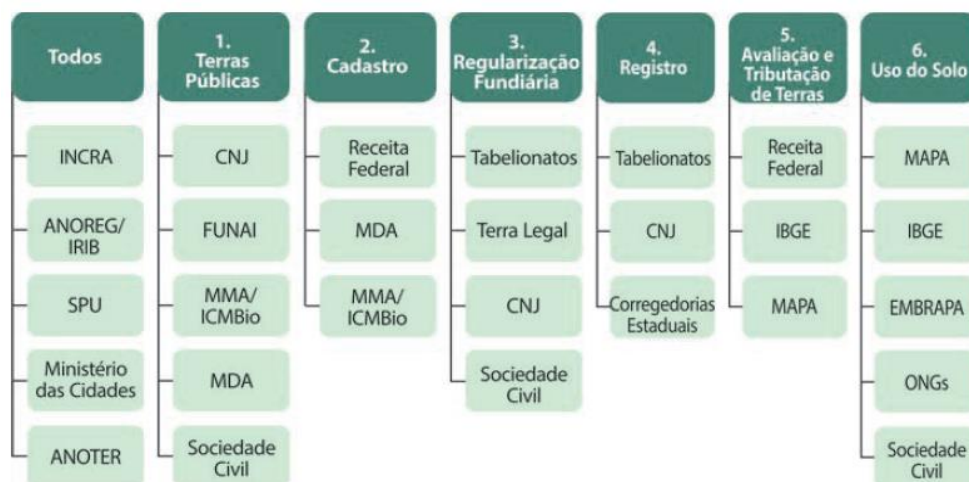 Todos
INCRA
ANOREG/
IRIB
SPU
Ministério
das Cidades
ANOTER
1.
Terras
Públicas
CNJ
FUNAI
MMA/
ICMBio
MDA
Sociedade
Civil
2.
Cadastro
Receita
Federal
MDA
MMA/
ICMBio
3.
Regularização
Fundiária
Tabelionatos
Terra Legal
CNJ
Sociedade
Civil
4.
Registro
Tabelionatos
CNJ
Corregedorias
Estaduais
5.
Avaliação e
Tributação
de Terras
Receita
Federal
IBGE
MAPA
6.
Uso do Solo
MAPA
IBGE
EMBRAPA
ONGs
Sociedade
Civil